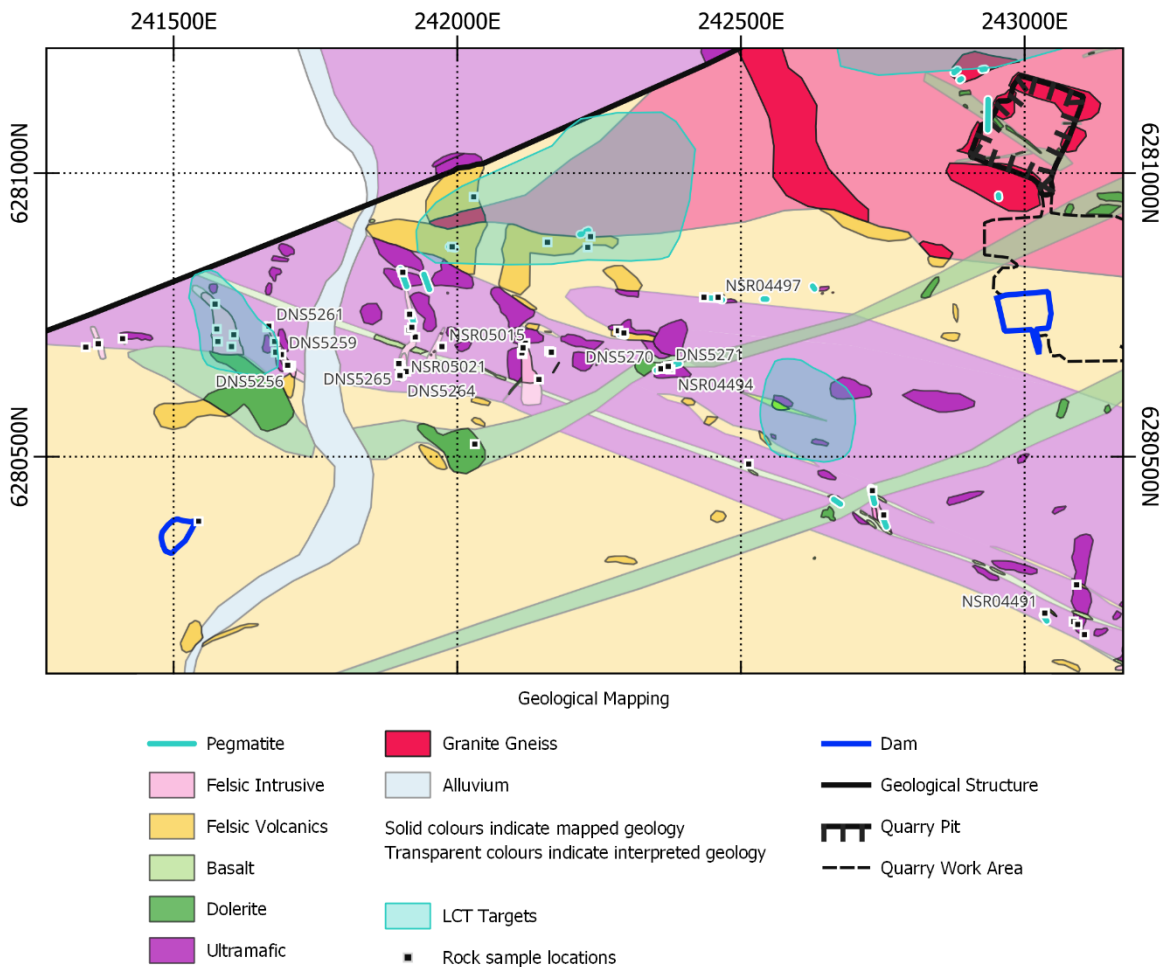 241500E 242000E 242500E 243000E
6281000N
6281000N
NSR04497
DNS5261
NSR05015
DNS5259
DNS5270
DNS5271
NSR05021
DNS5256
DNS5265
NSR04494
DNS5264
6280500N
6280500N
NSR04491
Geological Mapping
Pegmatite
Granite Gneiss
Dam
Felsic Intrusive
Alluvium
Geological Structure
Felsic Volcanics
Solid colours indicate mapped geology
Quarry Pit
Transparent colours indicate interpreted geology
Basalt
Quarry Work Area
Dolerite
LCT Targets
Ultramafic
Rock sample locations